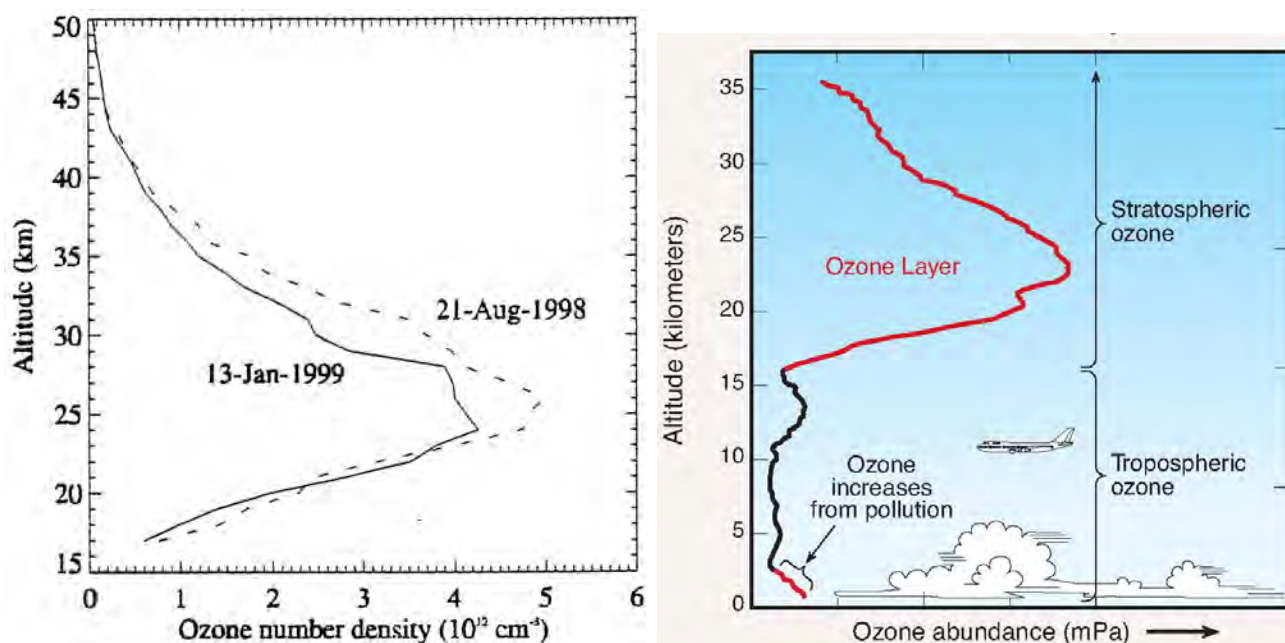 50
45
40
35
30
25
20
15
Altitude (km)
21-Aug-1998
13-Jan-1999
0 1 2 3 4 5 6
Ozone number density (10¹² cm⁻³)
35
30
25
20
15
10
5
0
Altitude (kilometers)
Ozone Layer
Stratospheric
ozone
Ozone
increases
from pollution
Tropospheric
ozone
Ozone abundance (mPa)